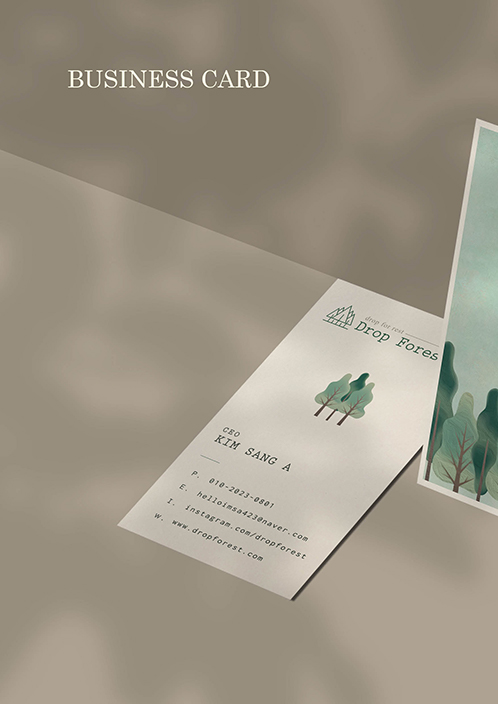 BUSINESS CARD
drop for rest
Drop Fores
CEO
KIM SANG A
P. 010-2023-0801
E. helloimsa423@naver.com
I. instagram.com/dropforest
W. www.dropforest.com